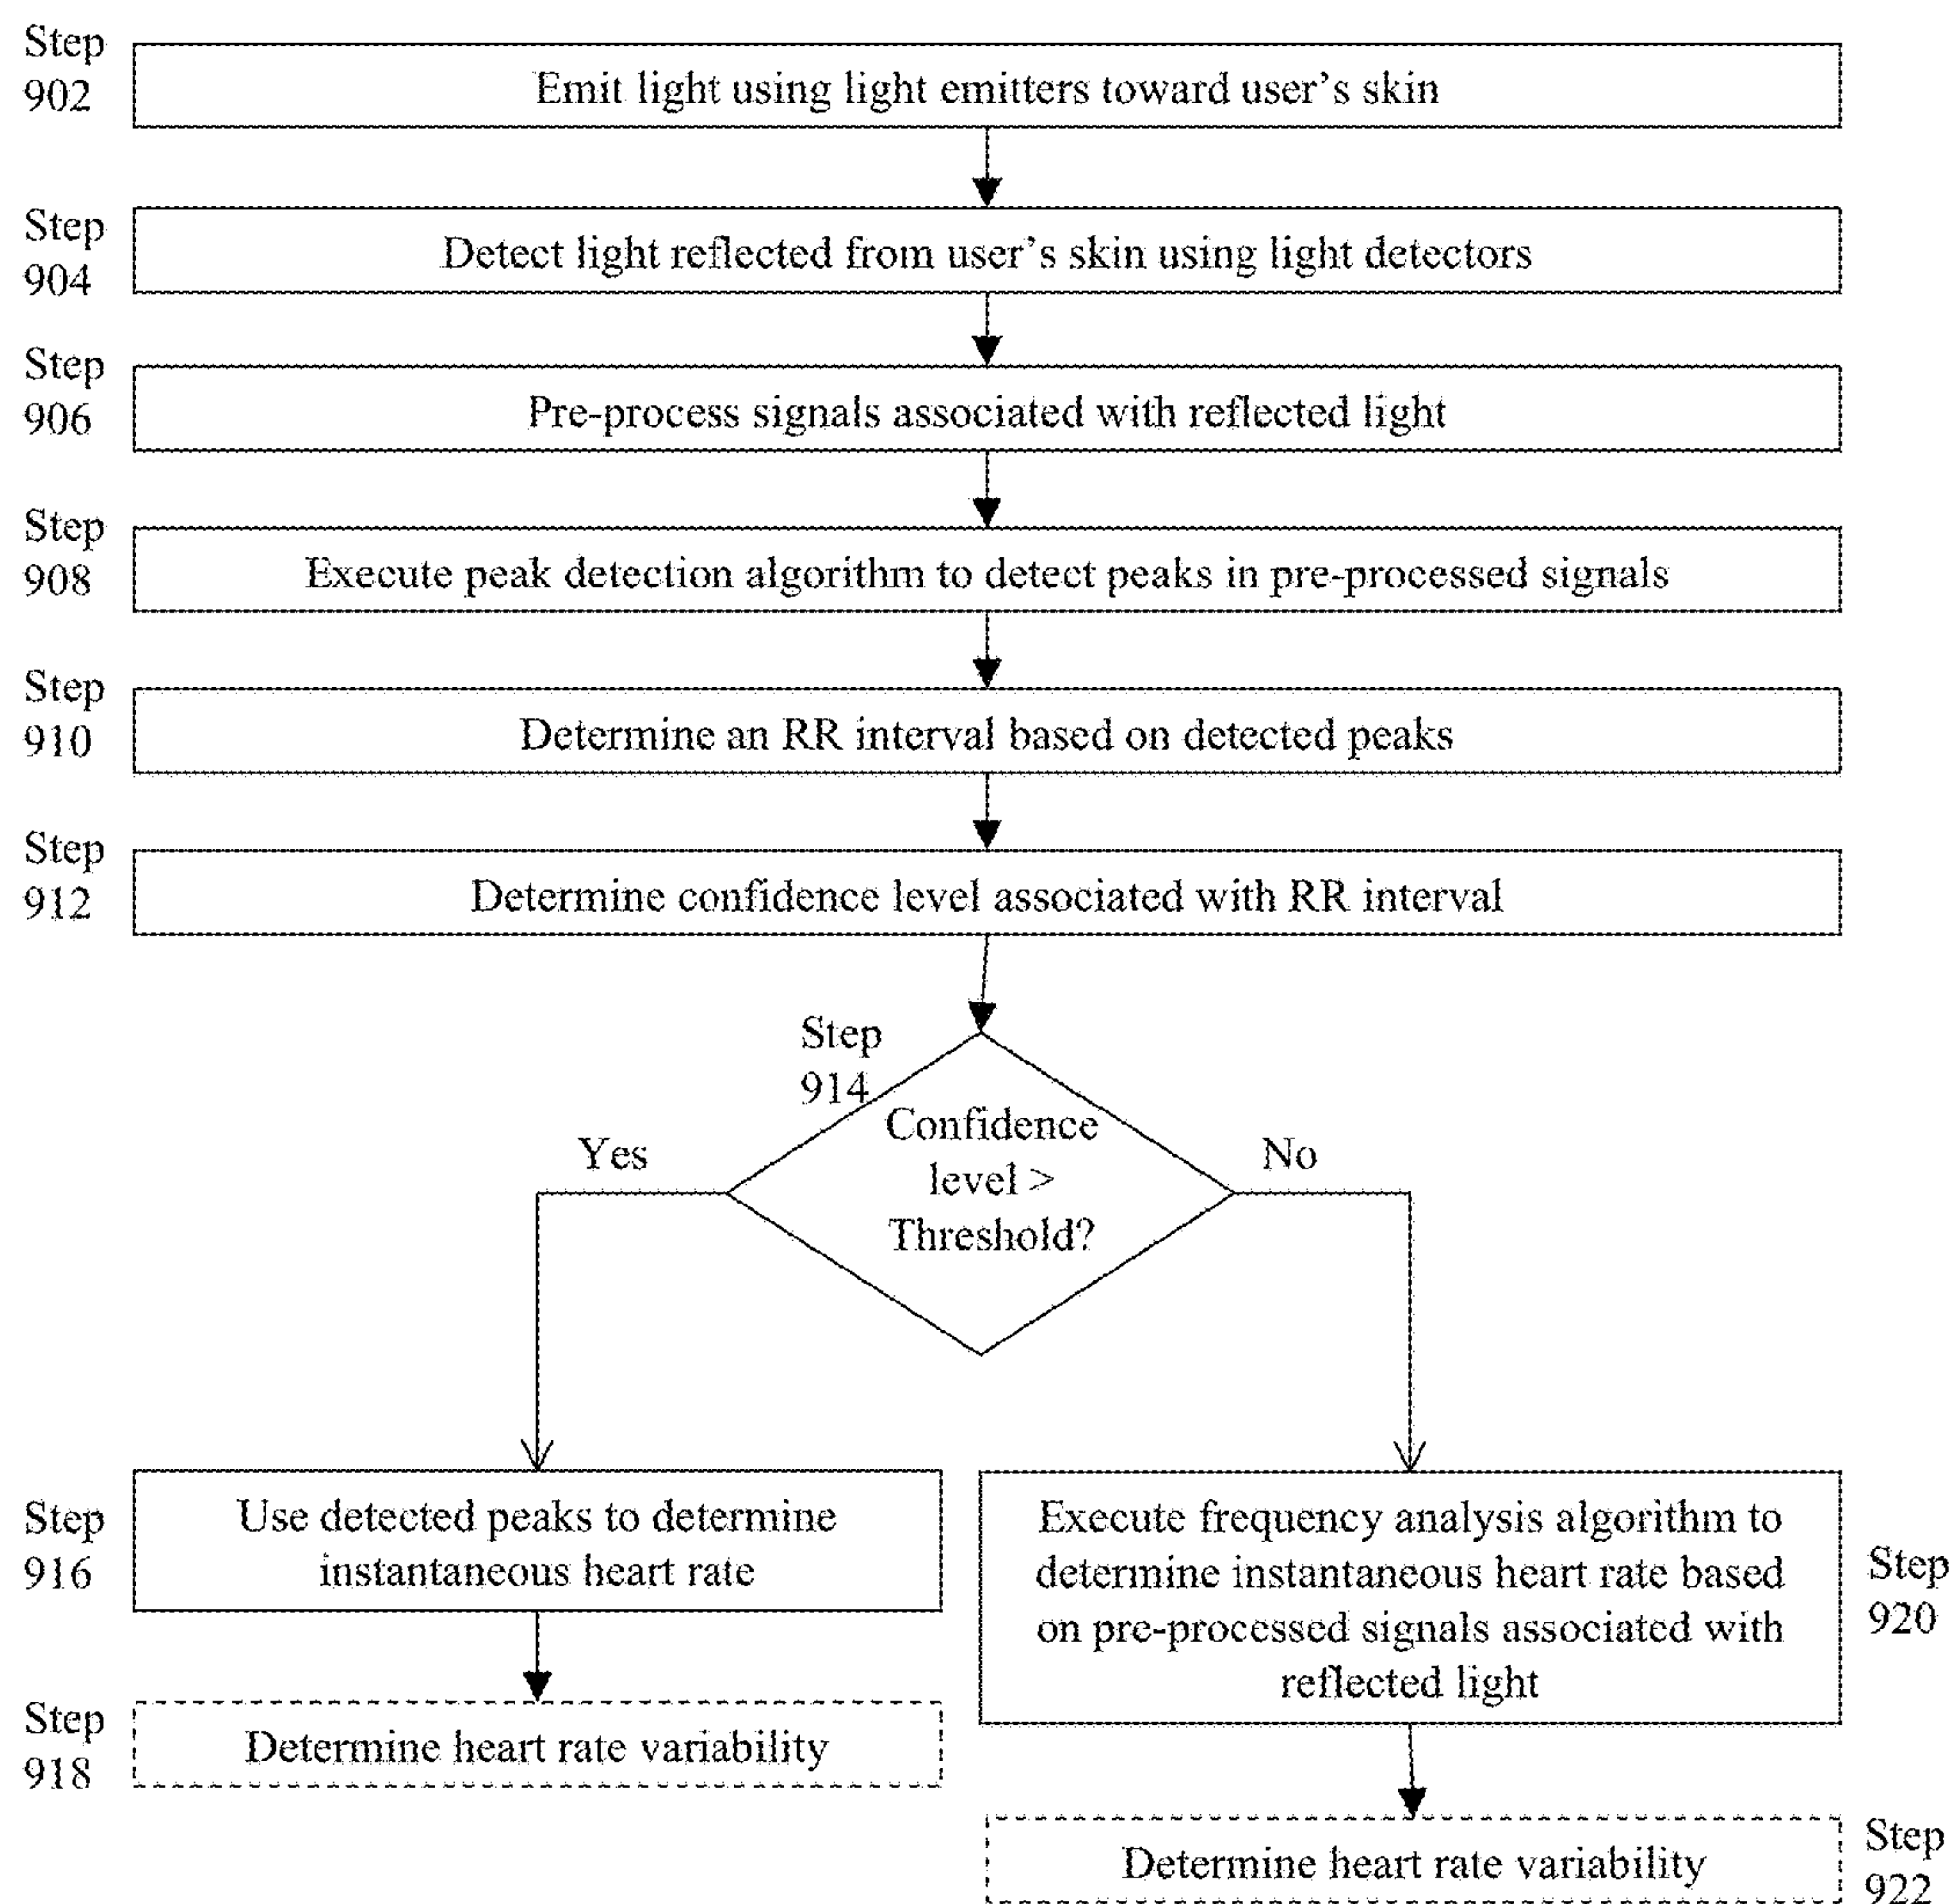 Step
902
Emit light using light emitters toward user's skin
Step
904
Detect light reflected from user's skin using light detectors
Step
906
Pre-process signals associated with reflected light
Step
908
Execute peak detection algorithm to detect peaks in pre-processed signals
Step
910
Determine an RR interval based on detected peaks
Step
912
Determine confidence level associated with RR interval
Step
914
Confidence
level >
Threshold?
Yes
No
Step
916
Use detected peaks to determine
instantaneous heart rate
Execute frequency analysis algorithm to
determine instantaneous heart rate based
on pre-processed signals associated with
reflected light
Step
920
Step
918
Determine heart rate variability
Determine heart rate variability
Step
922